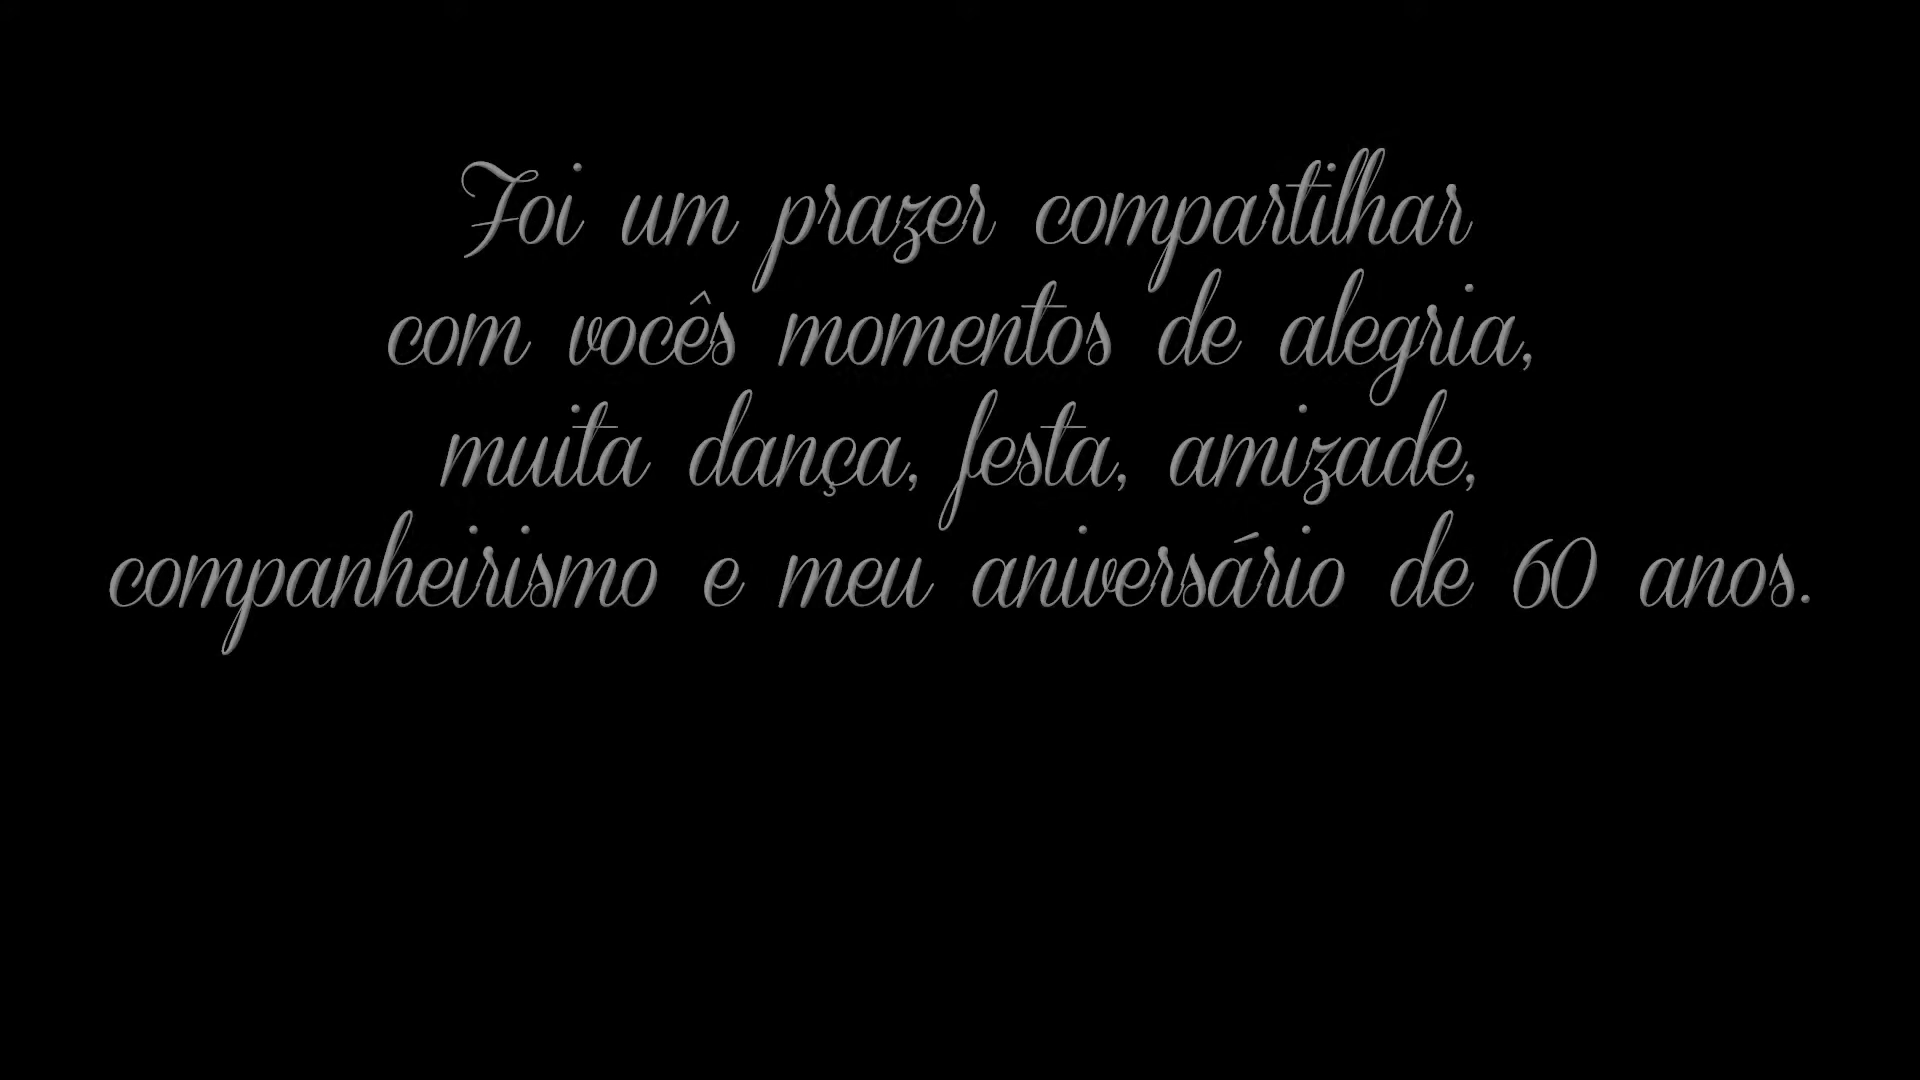 Foi um prazer compartilhar
com vocês momentos de alegria,
muita dança, festa, amizade,
companheirismo e meu aniversário de 60 anos.